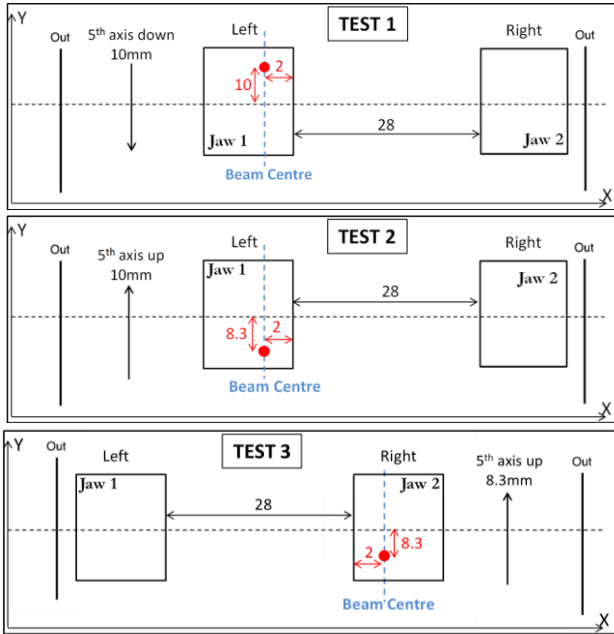 Y
Out
5th axis down
10mm
Left
TEST 1
Right
Out
2
10
28
Jaw 1
Jaw 2
Beam Centre
X
Y
Out
5th axis up
10mm
Left
TEST 2
Right
Out
Jaw 1
Jaw 2
28
8.3
2
Beam Centre
X
Y
Out
Left
TEST 3
Right
5th axis up
8.3mm
Out
Jaw 1
Jaw 2
28
2
8.3
Beam Centre
X